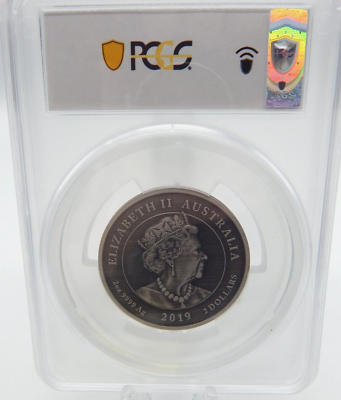 PCGS
ELIZABETH II AUSTRALIA
2oz 9999 Ag 2019 2 DOLLARS